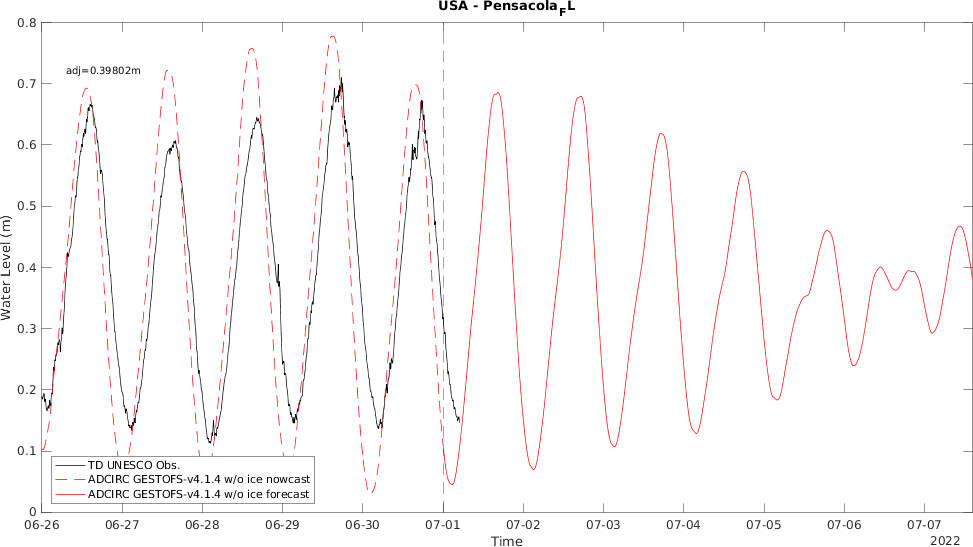 USA - Pensacola_FL
adj=0.39802m
Water Level (m)
0.8
0.7
0.6
0.5
0.4
0.3
0.2
0.1
0
TD UNESCO Obs.
ADCIRC GESTOFS-v4.1.4 w/o ice nowcast
ADCIRC GESTOFS-v4.1.4 w/o ice forecast
06-26 06-27 06-28 06-29 06-30 07-01 07-02 07-03 07-04 07-05 07-06 07-07
Time
2022